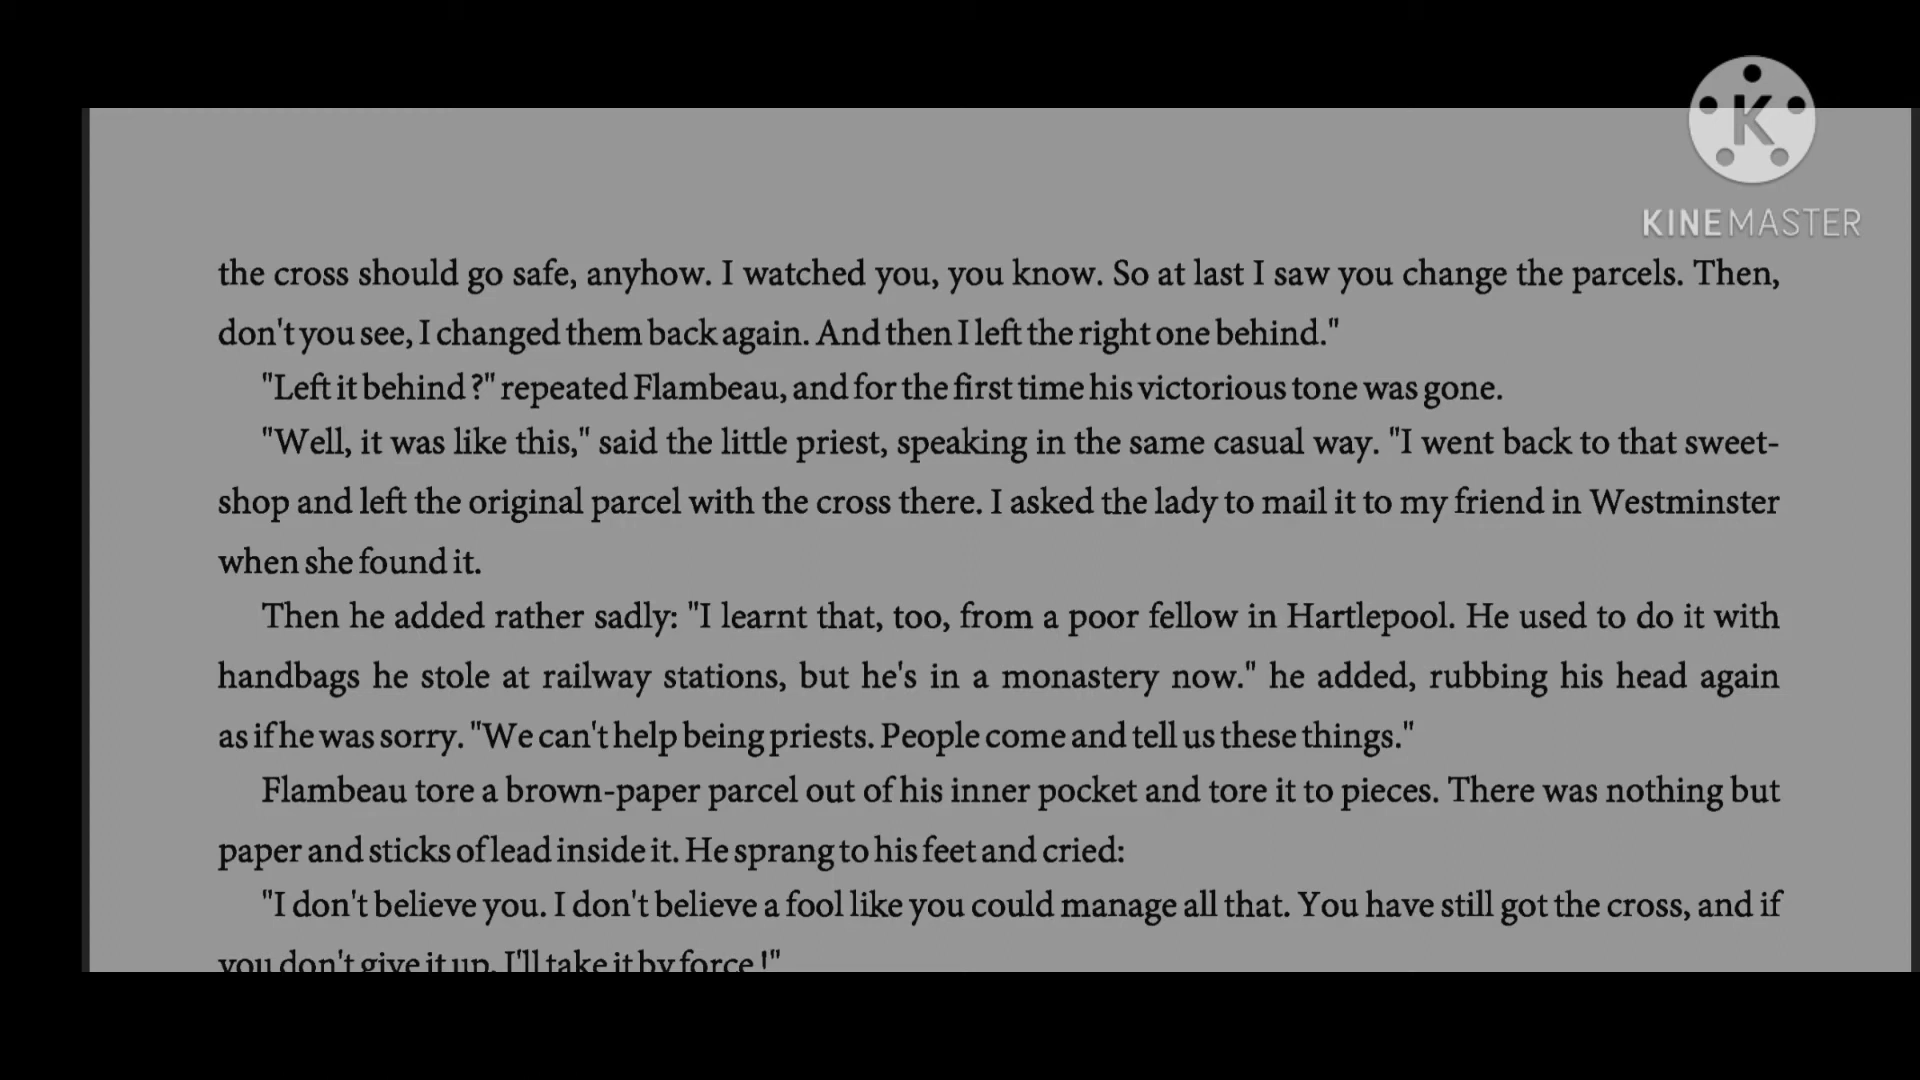 K
KINEMASTER
the cross should go safe, anyhow. I watched you, you know. So at last I saw you change the parcels. Then,
don't you see, I changed them back again. And then I left the right one behind."
"Left it behind ?" repeated Flambeau, and for the first time his victorious tone was gone.
"Well, it was like this," said the little priest, speaking in the same casual way. "I went back to that sweet-
shop and left the original parcel with the cross there. I asked the lady to mail it to my friend in Westminster
when she found it.
Then he added rather sadly: "I learnt that, too, from a poor fellow in Hartlepool. He used to do it with
handbags he stole at railway stations, but he's in a monastery now." he added, rubbing his head again
as if he was sorry. "We can't help being priests. People come and tell us these things."
Flambeau tore a brown-paper parcel out of his inner pocket and tore it to pieces. There was nothing but
paper and sticks of lead inside it. He sprang to his feet and cried:
"I don't believe you. I don't believe a fool like you could manage all that. You have still got the cross, and if
you don't give it up, I'll take it by force !"